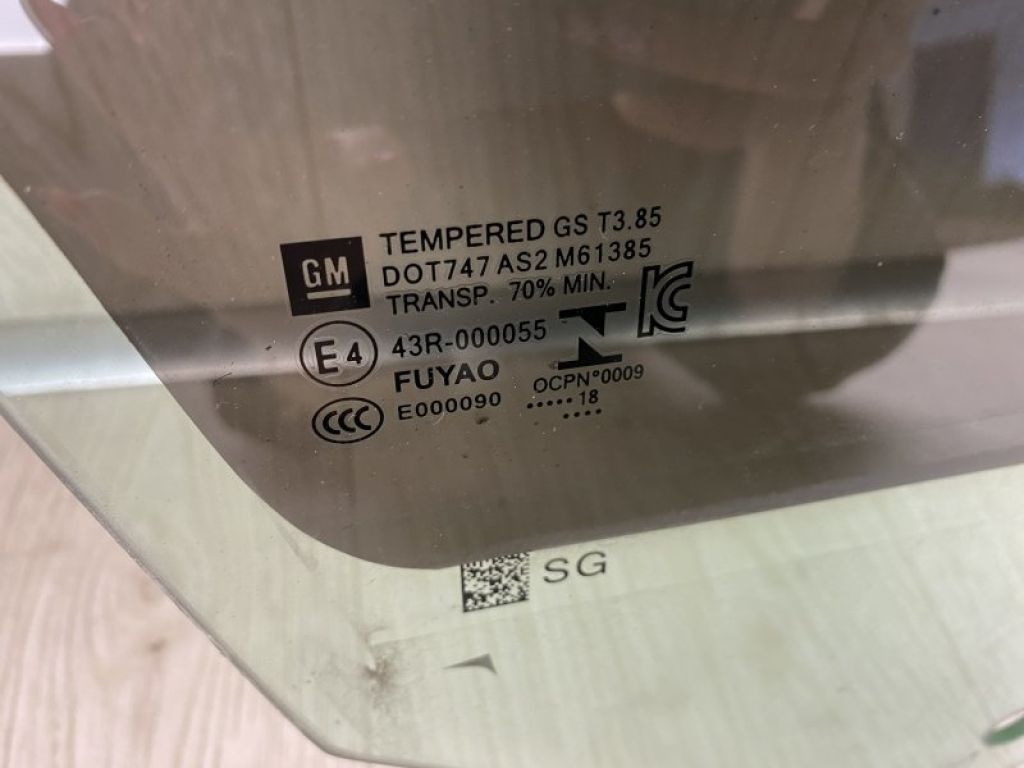 GM
TEMPERED GS T3.85
DOT747 AS2 M61385
TRANSP. 70% MIN.
E4
43R-000055
KC
FUYAO
OCPN°0009
CCC
E000090
..... 18
....
SG